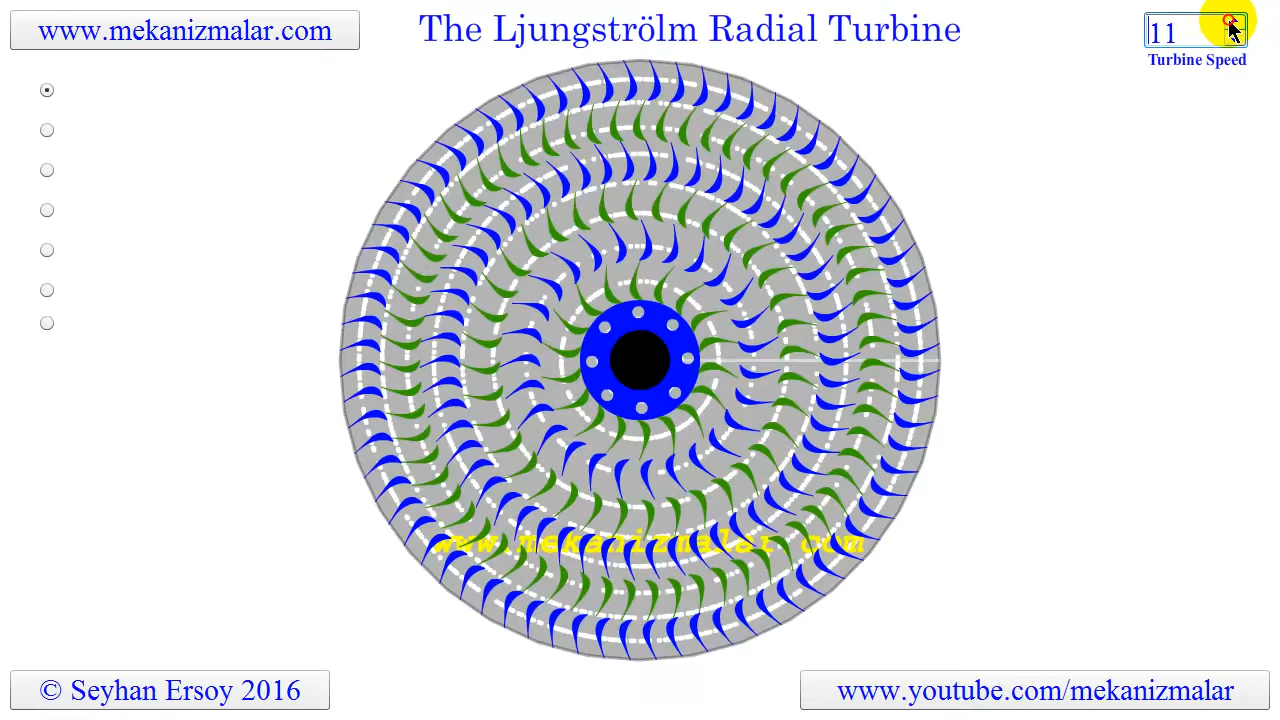 www.mekanizmalar.com
The Ljungströlm Radial Turbine
11
Turbine Speed
www.mekanizmalar.com
© Seyhan Ersoy 2016
www.youtube.com/mekanizmalar